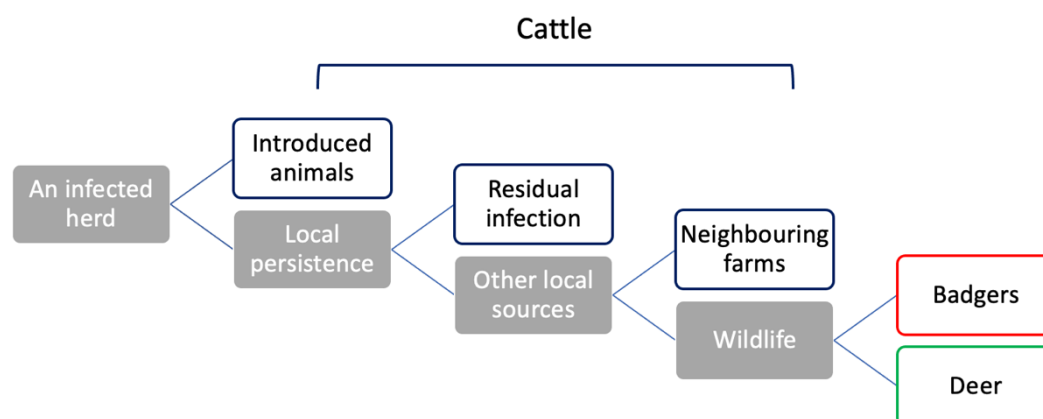 Cattle
Introduced
animals
An infected
herd
Local
persistence
Residual
infection
Other local
sources
Neighbouring
farms
Wildlife
Badgers
Deer